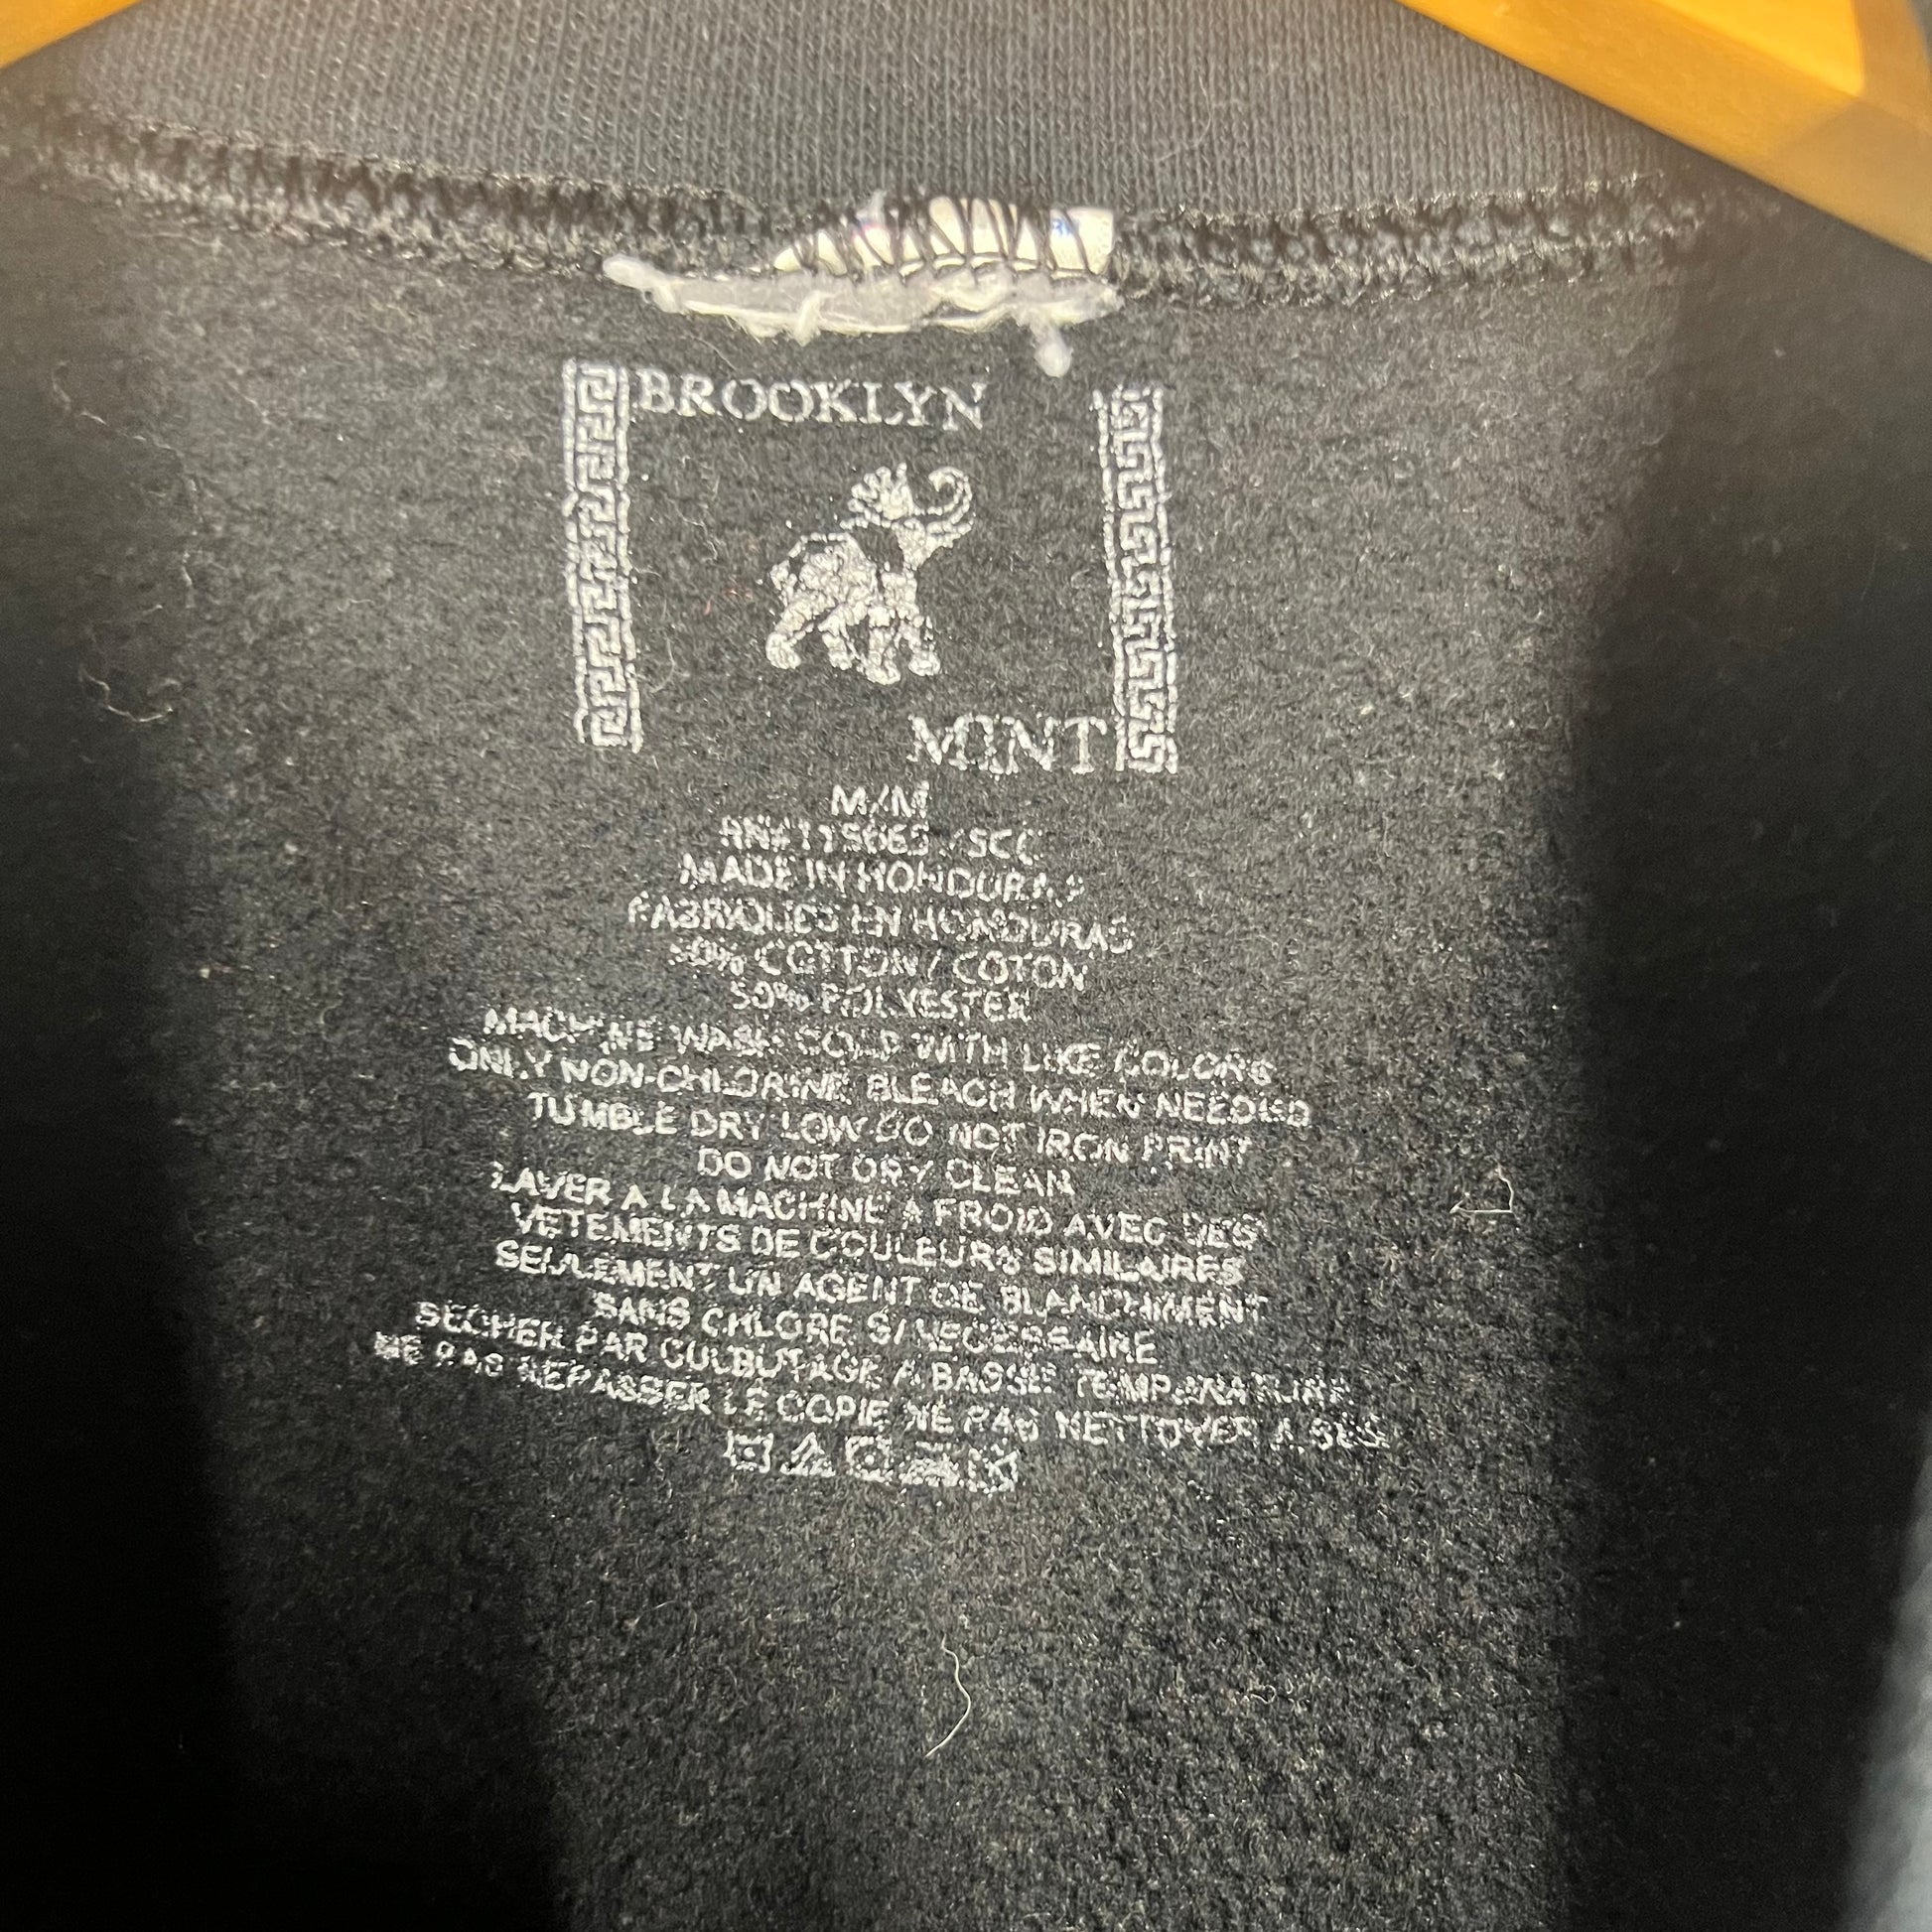 BROOKLYN
MINT
M/M
MADE IN HONDURAS
FABRIQUES EN HONDURAS
50% COTTON / COTON
50% POLYESTER
MACHINE WASH COLD WITH LIKE COLORS
ONLY NON-CHLORINE BLEACH WHEN NEEDED
TUMBLE DRY LOW DO NOT IRON PRINT
DO NOT DRY CLEAN
LAVER A LA MACHINE A FROID AVEC DES
VETEMENTS DE COULEURS SIMILAIRES
SEULEMENT UN AGENT DE BLANCHIMENT
SANS CHLORE SI NECESSAIRE
SECHER PAR CULBUTAGE A BASSE
NE PAS REPASSER LE COPIE NE PAS NETTOYER A SES